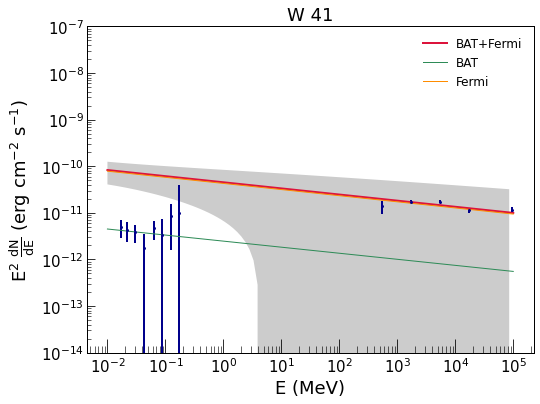 W 41
BAT+Fermi
BAT
Fermi
E² dN/dE (erg cm⁻² s⁻¹)
10⁻⁷
10⁻⁸
10⁻⁹
10⁻¹⁰
10⁻¹¹
10⁻¹²
10⁻¹³
10⁻¹⁴
10⁻² 10⁻¹ 10⁰ 10¹ 10² 10³ 10⁴ 10⁵
E (MeV)